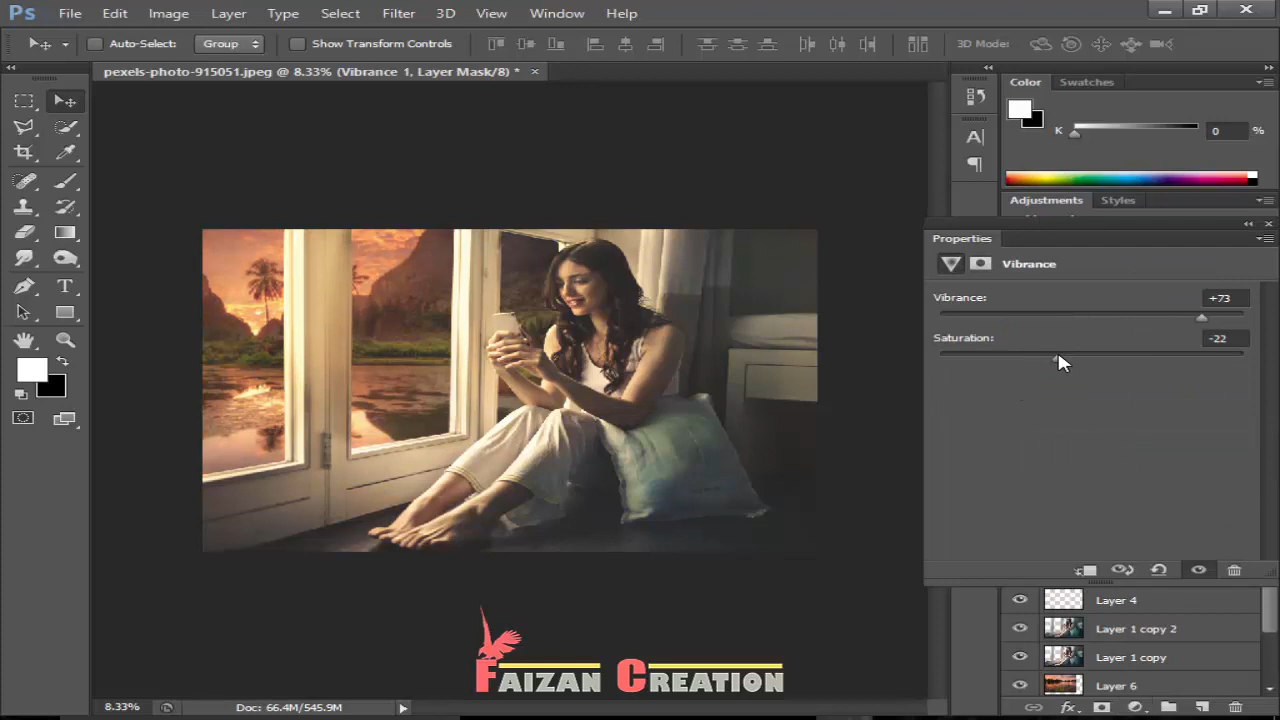 Ps File Edit Image Layer Type Select Filter 3D View Window Help
Auto-Select: Group Show Transform Controls 3D Mode:
pexels-photo-915051.jpeg @ 8.33% (Vibrance 1, Layer Mask/8) * ×
Color Swatches
K 0 %
Adjustments Styles
Properties
Vibrance
Vibrance: +73
Saturation: -22
Layer 4
Layer 1 copy 2
Layer 1 copy
Layer 6
FAIZAN CREATION
8.33% Doc: 66.4M/545.9M
fx